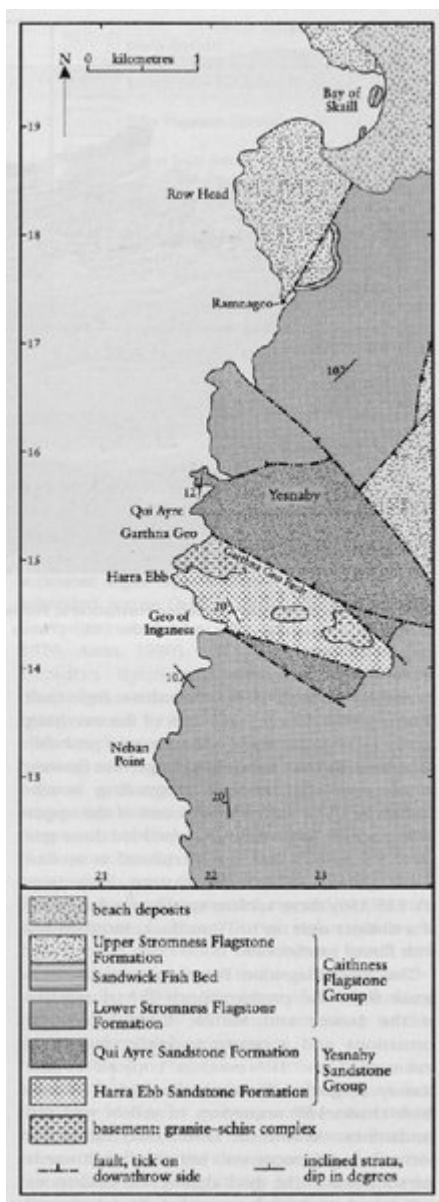 0 kilometres 1
N
Bay of
Skaill
19
Row Head
18
Ramnageo
17
10
16
12
Yesnaby
Qui Ayre
Garthna Geo
15
Garthna Geo Fault
Harra Ebb
20
Geo of
Inganess
14
10
Neban
Point
13
20
21 22 23
beach deposits
Upper Stromness Flagstone
Formation
Sandwick Fish Bed
Caithness
Flagstone
Group
Lower Stromness Flagstone
Formation
Qui Ayre Sandstone Formation
Yesnaby
Sandstone
Group
Harra Ebb Sandstone Formation
basement: granite–schist complex
fault, tick on
downthrow side
inclined strata,
dip in degrees